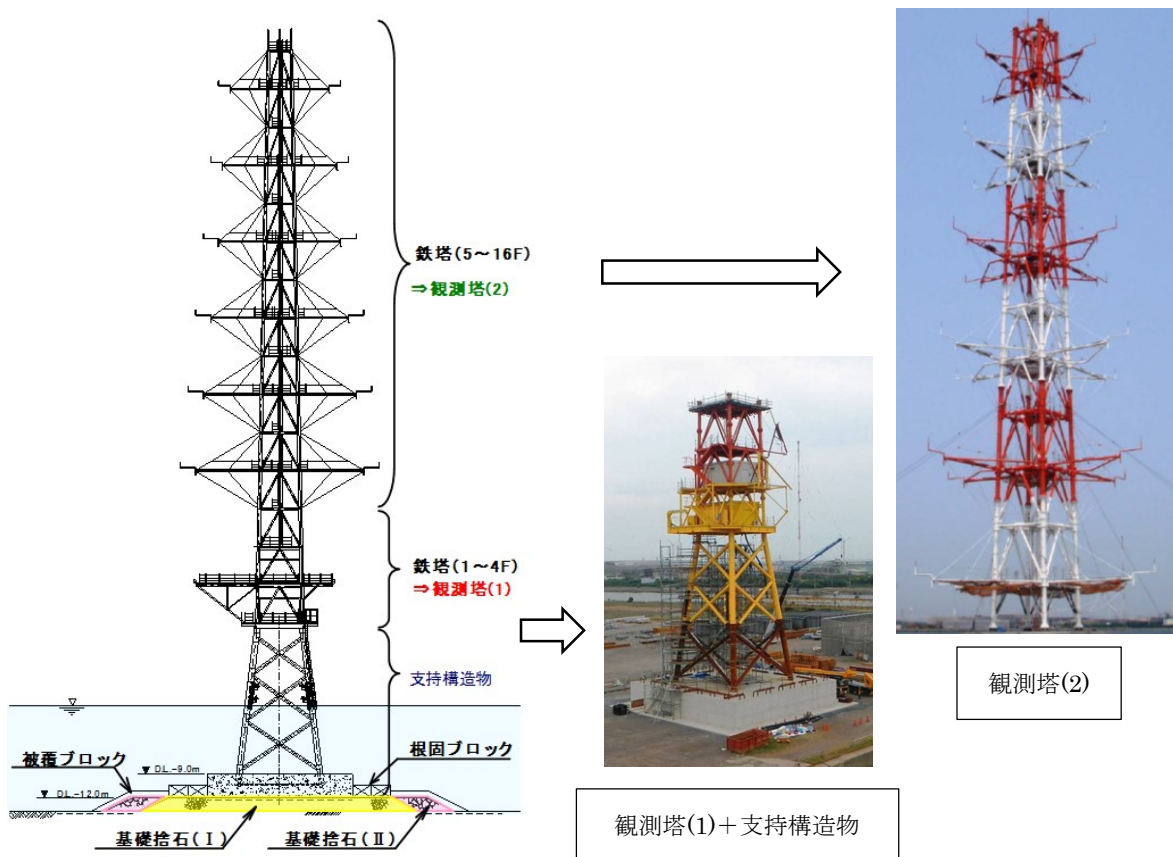 鉄塔(5～16F)
⇒観測塔(2)
鉄塔(1～4F)
⇒観測塔(1)
支持構造物
被覆ブロック
根固ブロック
D.L.-9.0m
D.L.-12.0m
基礎捨石(Ⅰ)
基礎捨石(Ⅱ)
観測塔(1)＋支持構造物
観測塔(2)